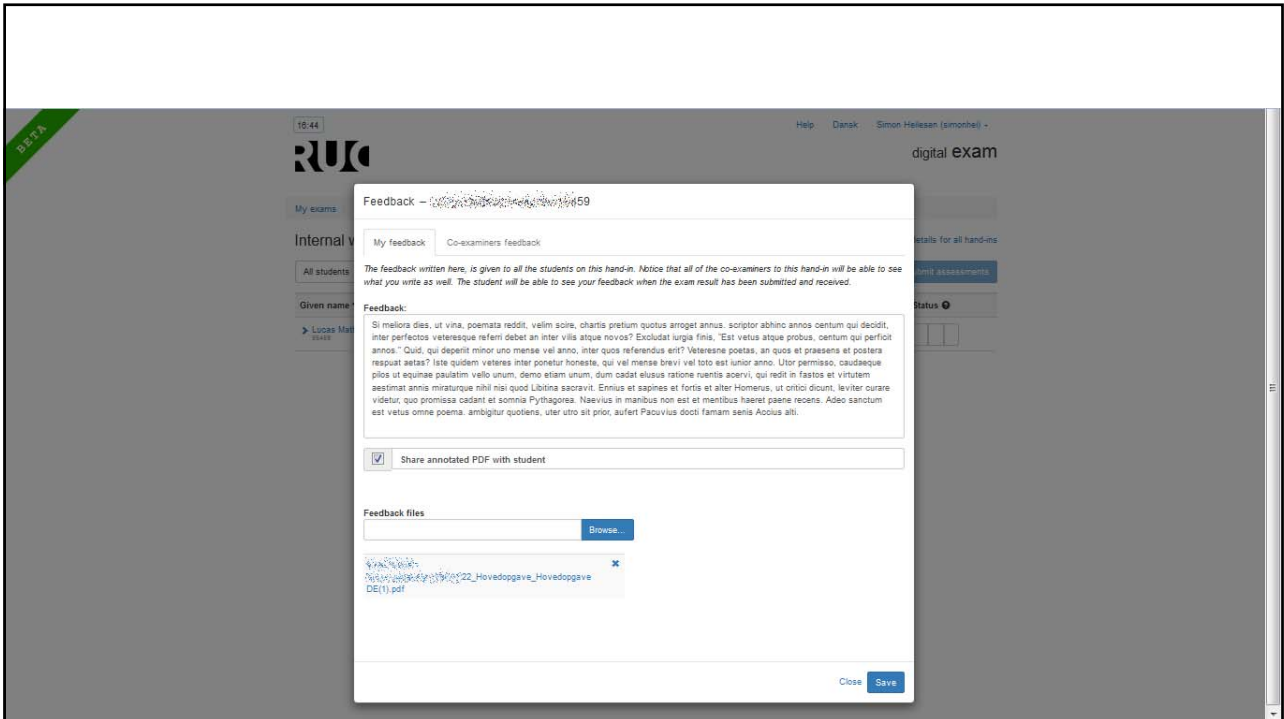 BETA
16:44
Help Dansk Simon Heilesen (simonhei)
RUC
digital exam
My exams
Feedback – 459
Internal
My feedback Co-examiners feedback
details for all hand-ins
All students
Submit assessments
The feedback written here, is given to all the students on this hand-in. Notice that all of the co-examiners to this hand-in will be able to see
what you write as well. The student will be able to see your feedback when the exam result has been submitted and received.
Given name
Status
Feedback:
Lucas
Si meliora dies, ut vina, poemata reddit, velim scire, chartis pretium quotus arroget annus. scriptor abhinc annos centum qui decidit,
inter perfectos veteresque referri debet an inter vilis atque novos? Excludat iurgia finis, "Est vetus atque probus, centum qui perficit
annos." Quid, qui deperiit minor uno mense vel anno, inter quos referendus erit? Veteresne poetas, an quos et praesens et postera
respuat aetas? Iste quidem veteres inter ponetur honeste, qui vel mense brevi vel toto est iunior anno. Utor permisso, caudaeque
pilos ut equinae paulatim vello unum, demo etiam unum, dum cadat elusus ratione ruentis acervi, qui redit in fastos et virtutem
aestimat annis miraturque nihil nisi quod Libitina sacravit. Ennius et sapines et fortis et alter Homerus, ut critici dicunt, leviter curare
videtur, quo promissa cadant et somnia Pythagorea. Naevius in manibus non est et mentibus haeret paene recens. Adeo sanctum
est vetus omne poema. ambigitur quotiens, uter utro sit prior, aufert Pacuvius docti famam senis Accius alti.
Share annotated PDF with student
Feedback files
Browse...
22_Hovedopgave_Hovedopgave
DE(1).pdf
Close Save